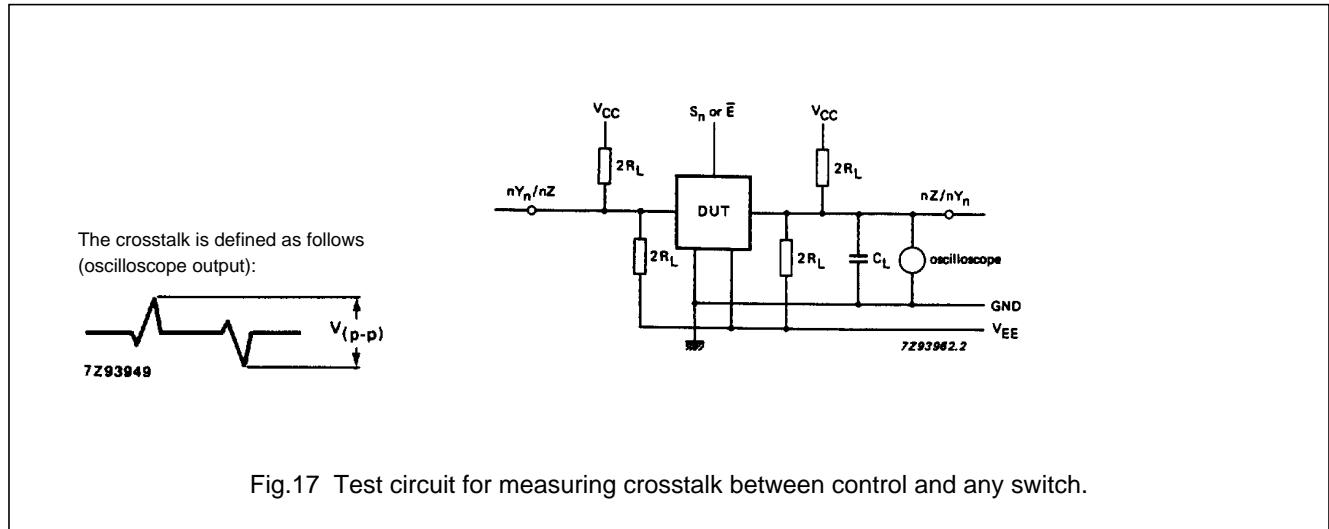 The crosstalk is defined as follows
(oscilloscope output):
V(p-p)
7Z93949
VCC
Sn or E̅
VCC
2RL
2RL
nYn/nZ
DUT
nZ/nYn
2RL
2RL
CL
oscilloscope
GND
VEE
7Z93962.2
Fig.17 Test circuit for measuring crosstalk between control and any switch.